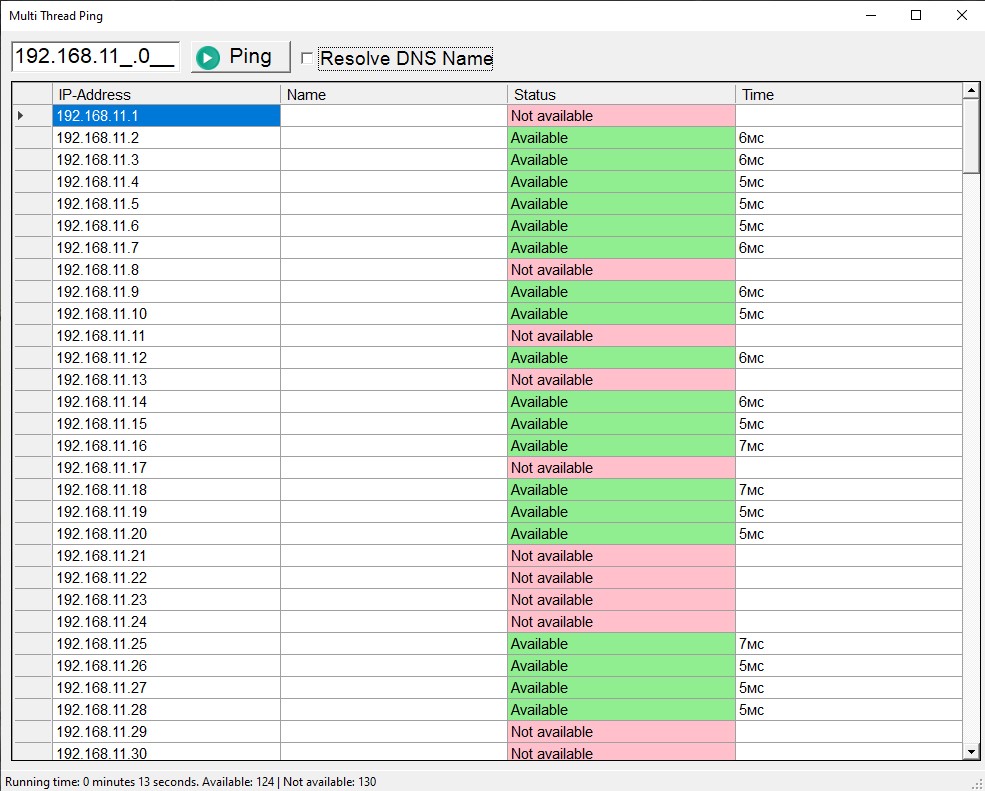 Multi Thread Ping
192.168.11_.0__ Ping Resolve DNS Name
IP-Address Name Status Time
192.168.11.1 Not available
192.168.11.2 Available 6мс
192.168.11.3 Available 6мс
192.168.11.4 Available 5мс
192.168.11.5 Available 5мс
192.168.11.6 Available 5мс
192.168.11.7 Available 6мс
192.168.11.8 Not available
192.168.11.9 Available 6мс
192.168.11.10 Available 5мс
192.168.11.11 Not available
192.168.11.12 Available 6мс
192.168.11.13 Not available
192.168.11.14 Available 6мс
192.168.11.15 Available 5мс
192.168.11.16 Available 7мс
192.168.11.17 Not available
192.168.11.18 Available 7мс
192.168.11.19 Available 5мс
192.168.11.20 Available 5мс
192.168.11.21 Not available
192.168.11.22 Not available
192.168.11.23 Not available
192.168.11.24 Not available
192.168.11.25 Available 7мс
192.168.11.26 Available 5мс
192.168.11.27 Available 5мс
192.168.11.28 Available 5мс
192.168.11.29 Not available
192.168.11.30 Not available
Running time: 0 minutes 13 seconds. Available: 124 | Not available: 130